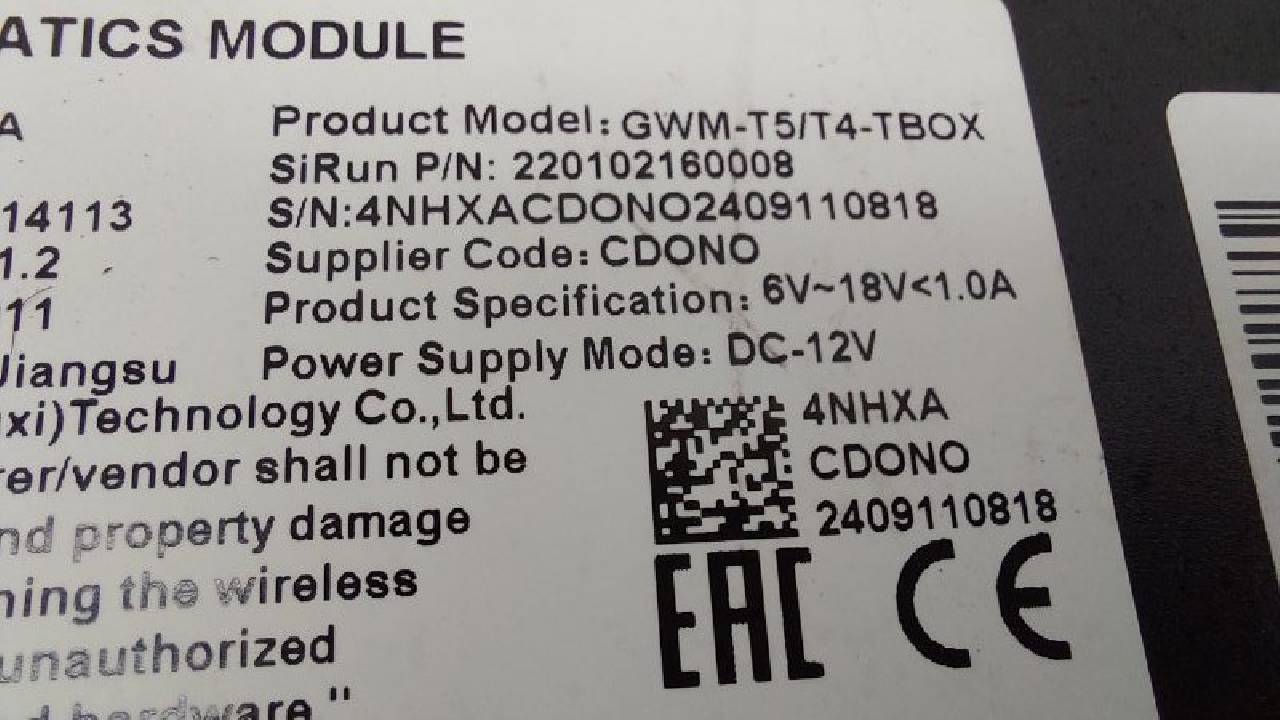 ATICS MODULE
A Product Model: GWM-T5/T4-TBOX
SiRun P/N: 220102160008
14113 S/N:4NHXACDONO2409110818
1.2 Supplier Code: CDONO
11 Product Specification: 6V~18V<1.0A
Jiangsu Power Supply Mode: DC-12V
xi)Technology Co.,Ltd.
4NHXA
rer/vendor shall not be
CDONO
nd property damage
2409110818
ning the wireless
EAC CE
unauthorized
d hardware "